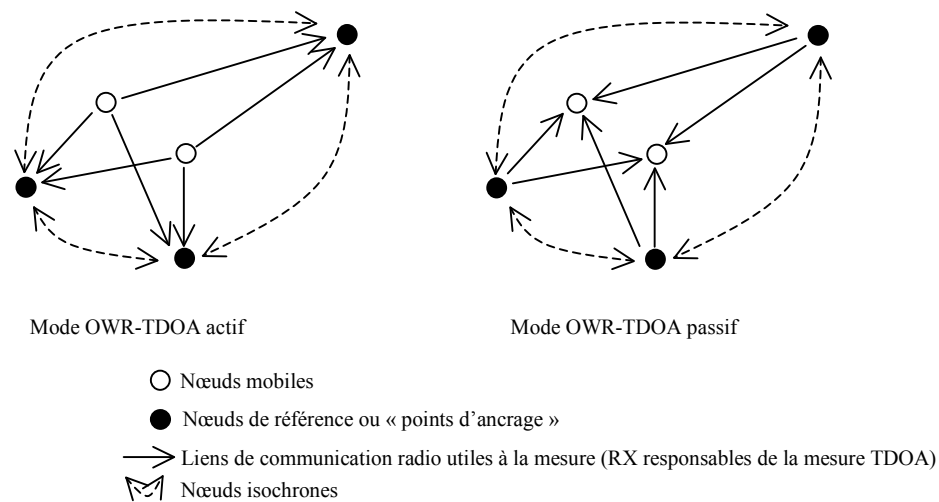 Mode OWR-TDOA actif
Mode OWR-TDOA passif
Nœuds mobiles
Nœuds de référence ou « points d’ancrage »
Liens de communication radio utiles à la mesure (RX responsables de la mesure TDOA)
Nœuds isochrones